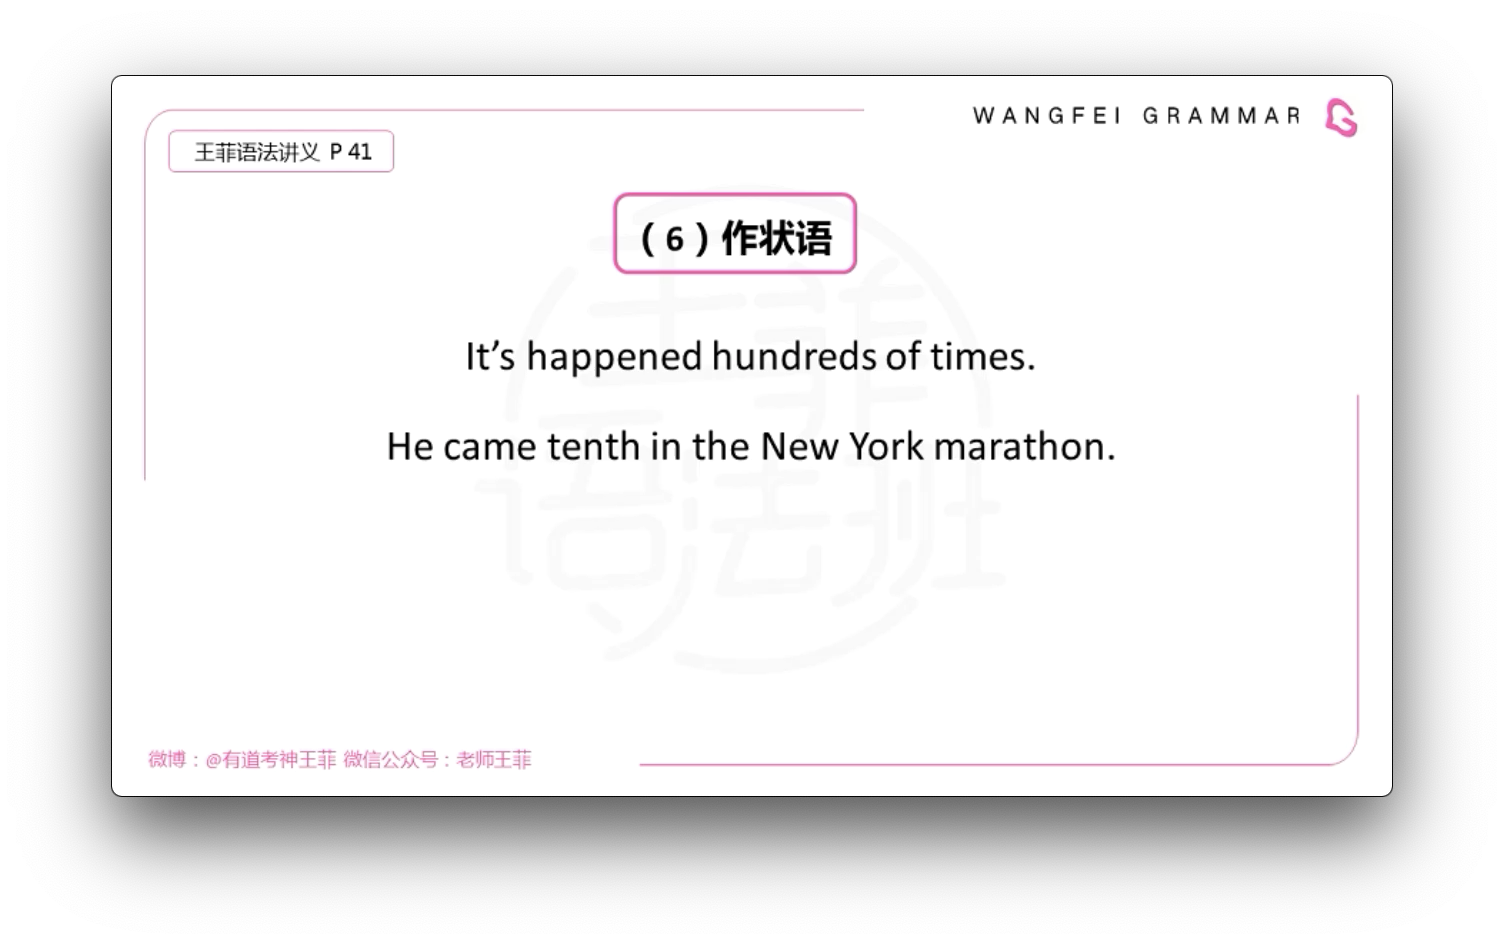 WANGFEI GRAMMAR
王菲语法讲义 P 41
（6）作状语
It’s happened hundreds of times.
He came tenth in the New York marathon.
王菲
语法班
微博：@有道考神王菲 微信公众号：老师王菲